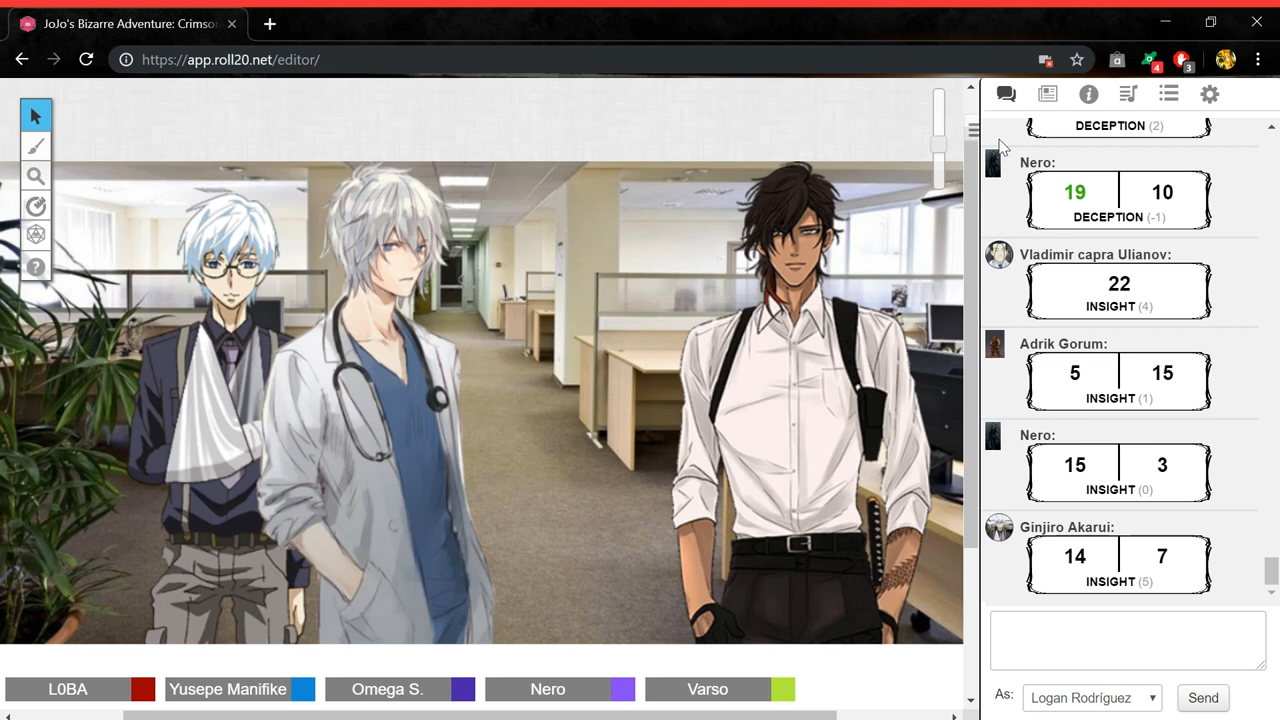 JoJo's Bizarre Adventure: Crimso
https://app.roll20.net/editor/
4
3
DECEPTION (2)
Nero:
19 10
DECEPTION (-1)
Vladimir capra Ulianov:
22
INSIGHT (4)
Adrik Gorum:
5 15
INSIGHT (1)
Nero:
15 3
INSIGHT (0)
Ginjiro Akarui:
14 7
INSIGHT (5)
As: Logan Rodríguez Send
L0BA Yusepe Manifike Omega S. Nero Varso